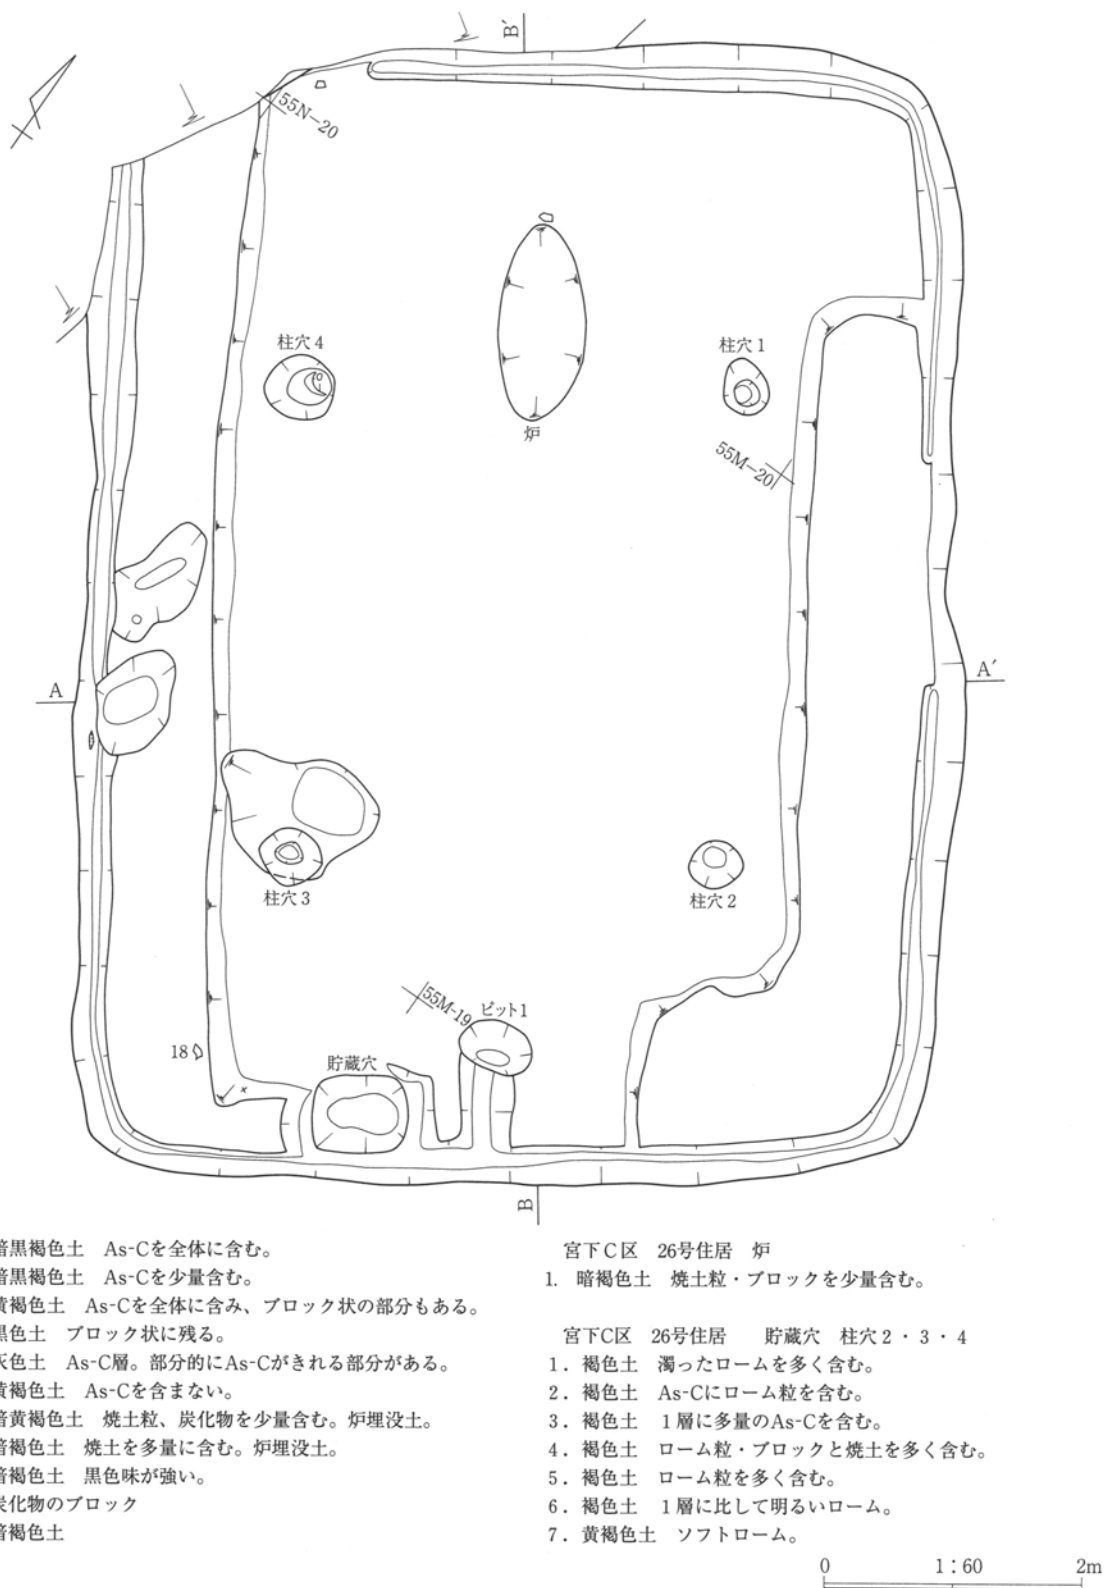 B′
55N-20
柱穴4
柱穴1
炉
55M-20
A
A′
柱穴3
柱穴2
55M-19
ピット1
18
貯蔵穴
B
暗黒褐色土　As-Cを全体に含む。
暗黒褐色土　As-Cを少量含む。
黄褐色土　As-Cを全体に含み、ブロック状の部分もある。
黒色土　ブロック状に残る。
灰色土　As-C層。部分的にAs-Cがきれる部分がある。
黄褐色土　As-Cを含まない。
暗黄褐色土　焼土粒、炭化物を少量含む。炉埋没土。
暗褐色土　焼土を多量に含む。炉埋没土。
暗褐色土　黒色味が強い。
炭化物のブロック
暗褐色土
宮下C区　26号住居　炉
1.　暗褐色土　焼土粒・ブロックを少量含む。
宮下C区　26号住居　　貯蔵穴　柱穴2・3・4
1．褐色土　濁ったロームを多く含む。
2．褐色土　As-Cにローム粒を含む。
3．褐色土　1層に多量のAs-Cを含む。
4．褐色土　ローム粒・ブロックと焼土を多く含む。
5．褐色土　ローム粒を多く含む。
6．褐色土　1層に比して明るいローム。
7．黄褐色土　ソフトローム。
0　1：60　2m